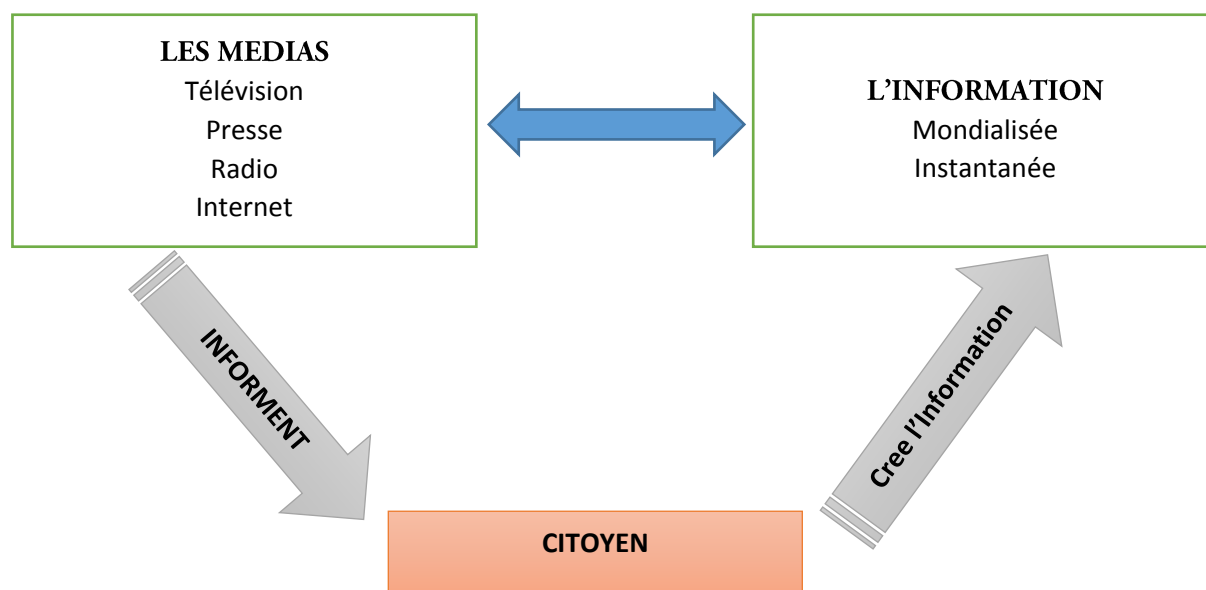 LES MEDIAS
Télévision
Presse
Radio
Internet
L'INFORMATION
Mondialisée
Instantanée
INFORMENT
Cree l'Information
CITOYEN